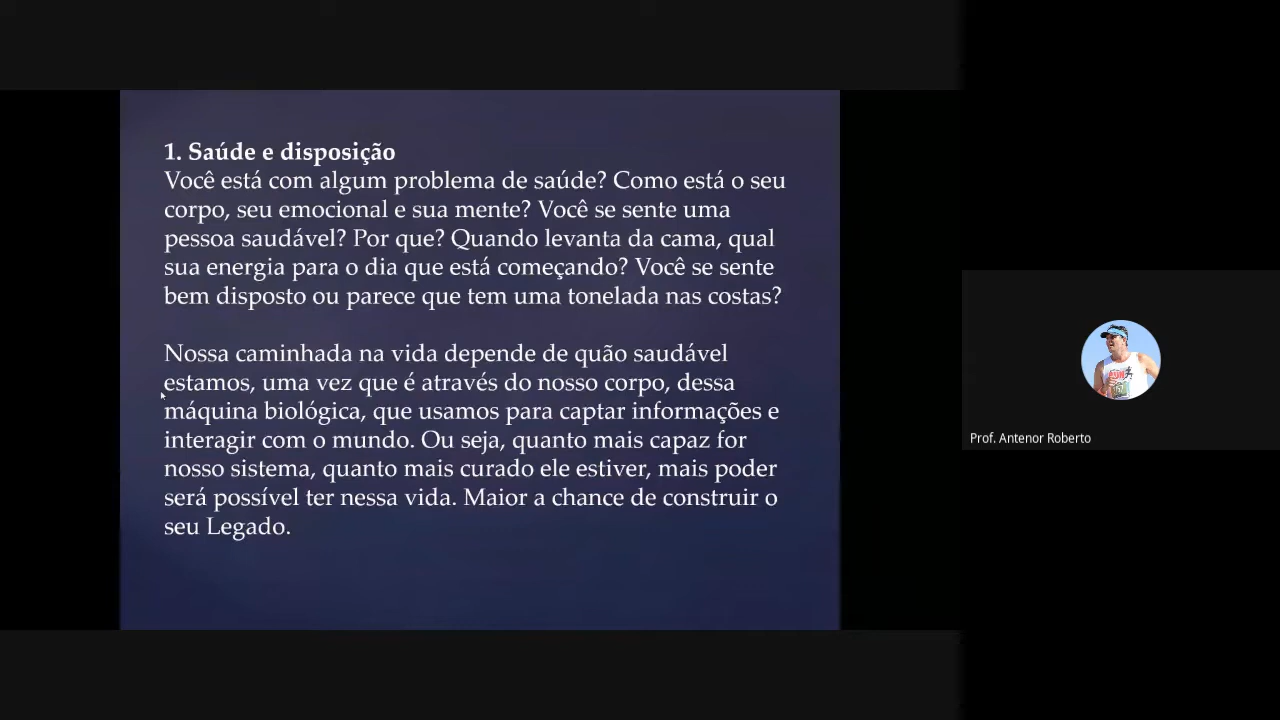 1. Saúde e disposição
Você está com algum problema de saúde? Como está o seu
corpo, seu emocional e sua mente? Você se sente uma
pessoa saudável? Por que? Quando levanta da cama, qual
sua energia para o dia que está começando? Você se sente
bem disposto ou parece que tem uma tonelada nas costas?
Nossa caminhada na vida depende de quão saudável
estamos, uma vez que é através do nosso corpo, dessa
máquina biológica, que usamos para captar informações e
interagir com o mundo. Ou seja, quanto mais capaz for
nosso sistema, quanto mais curado ele estiver, mais poder
será possível ter nessa vida. Maior a chance de construir o
seu Legado.
Prof. Antenor Roberto